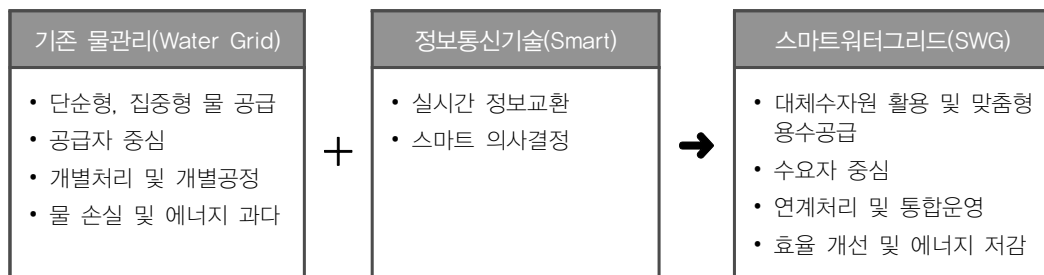 기존 물관리(Water Grid)
• 단순형, 집중형 물 공급
• 공급자 중심
• 개별처리 및 개별공정
• 물 손실 및 에너지 과다
+
정보통신기술(Smart)
• 실시간 정보교환
• 스마트 의사결정
➜
스마트워터그리드(SWG)
• 대체수자원 활용 및 맞춤형
용수공급
• 수요자 중심
• 연계처리 및 통합운영
• 효율 개선 및 에너지 저감